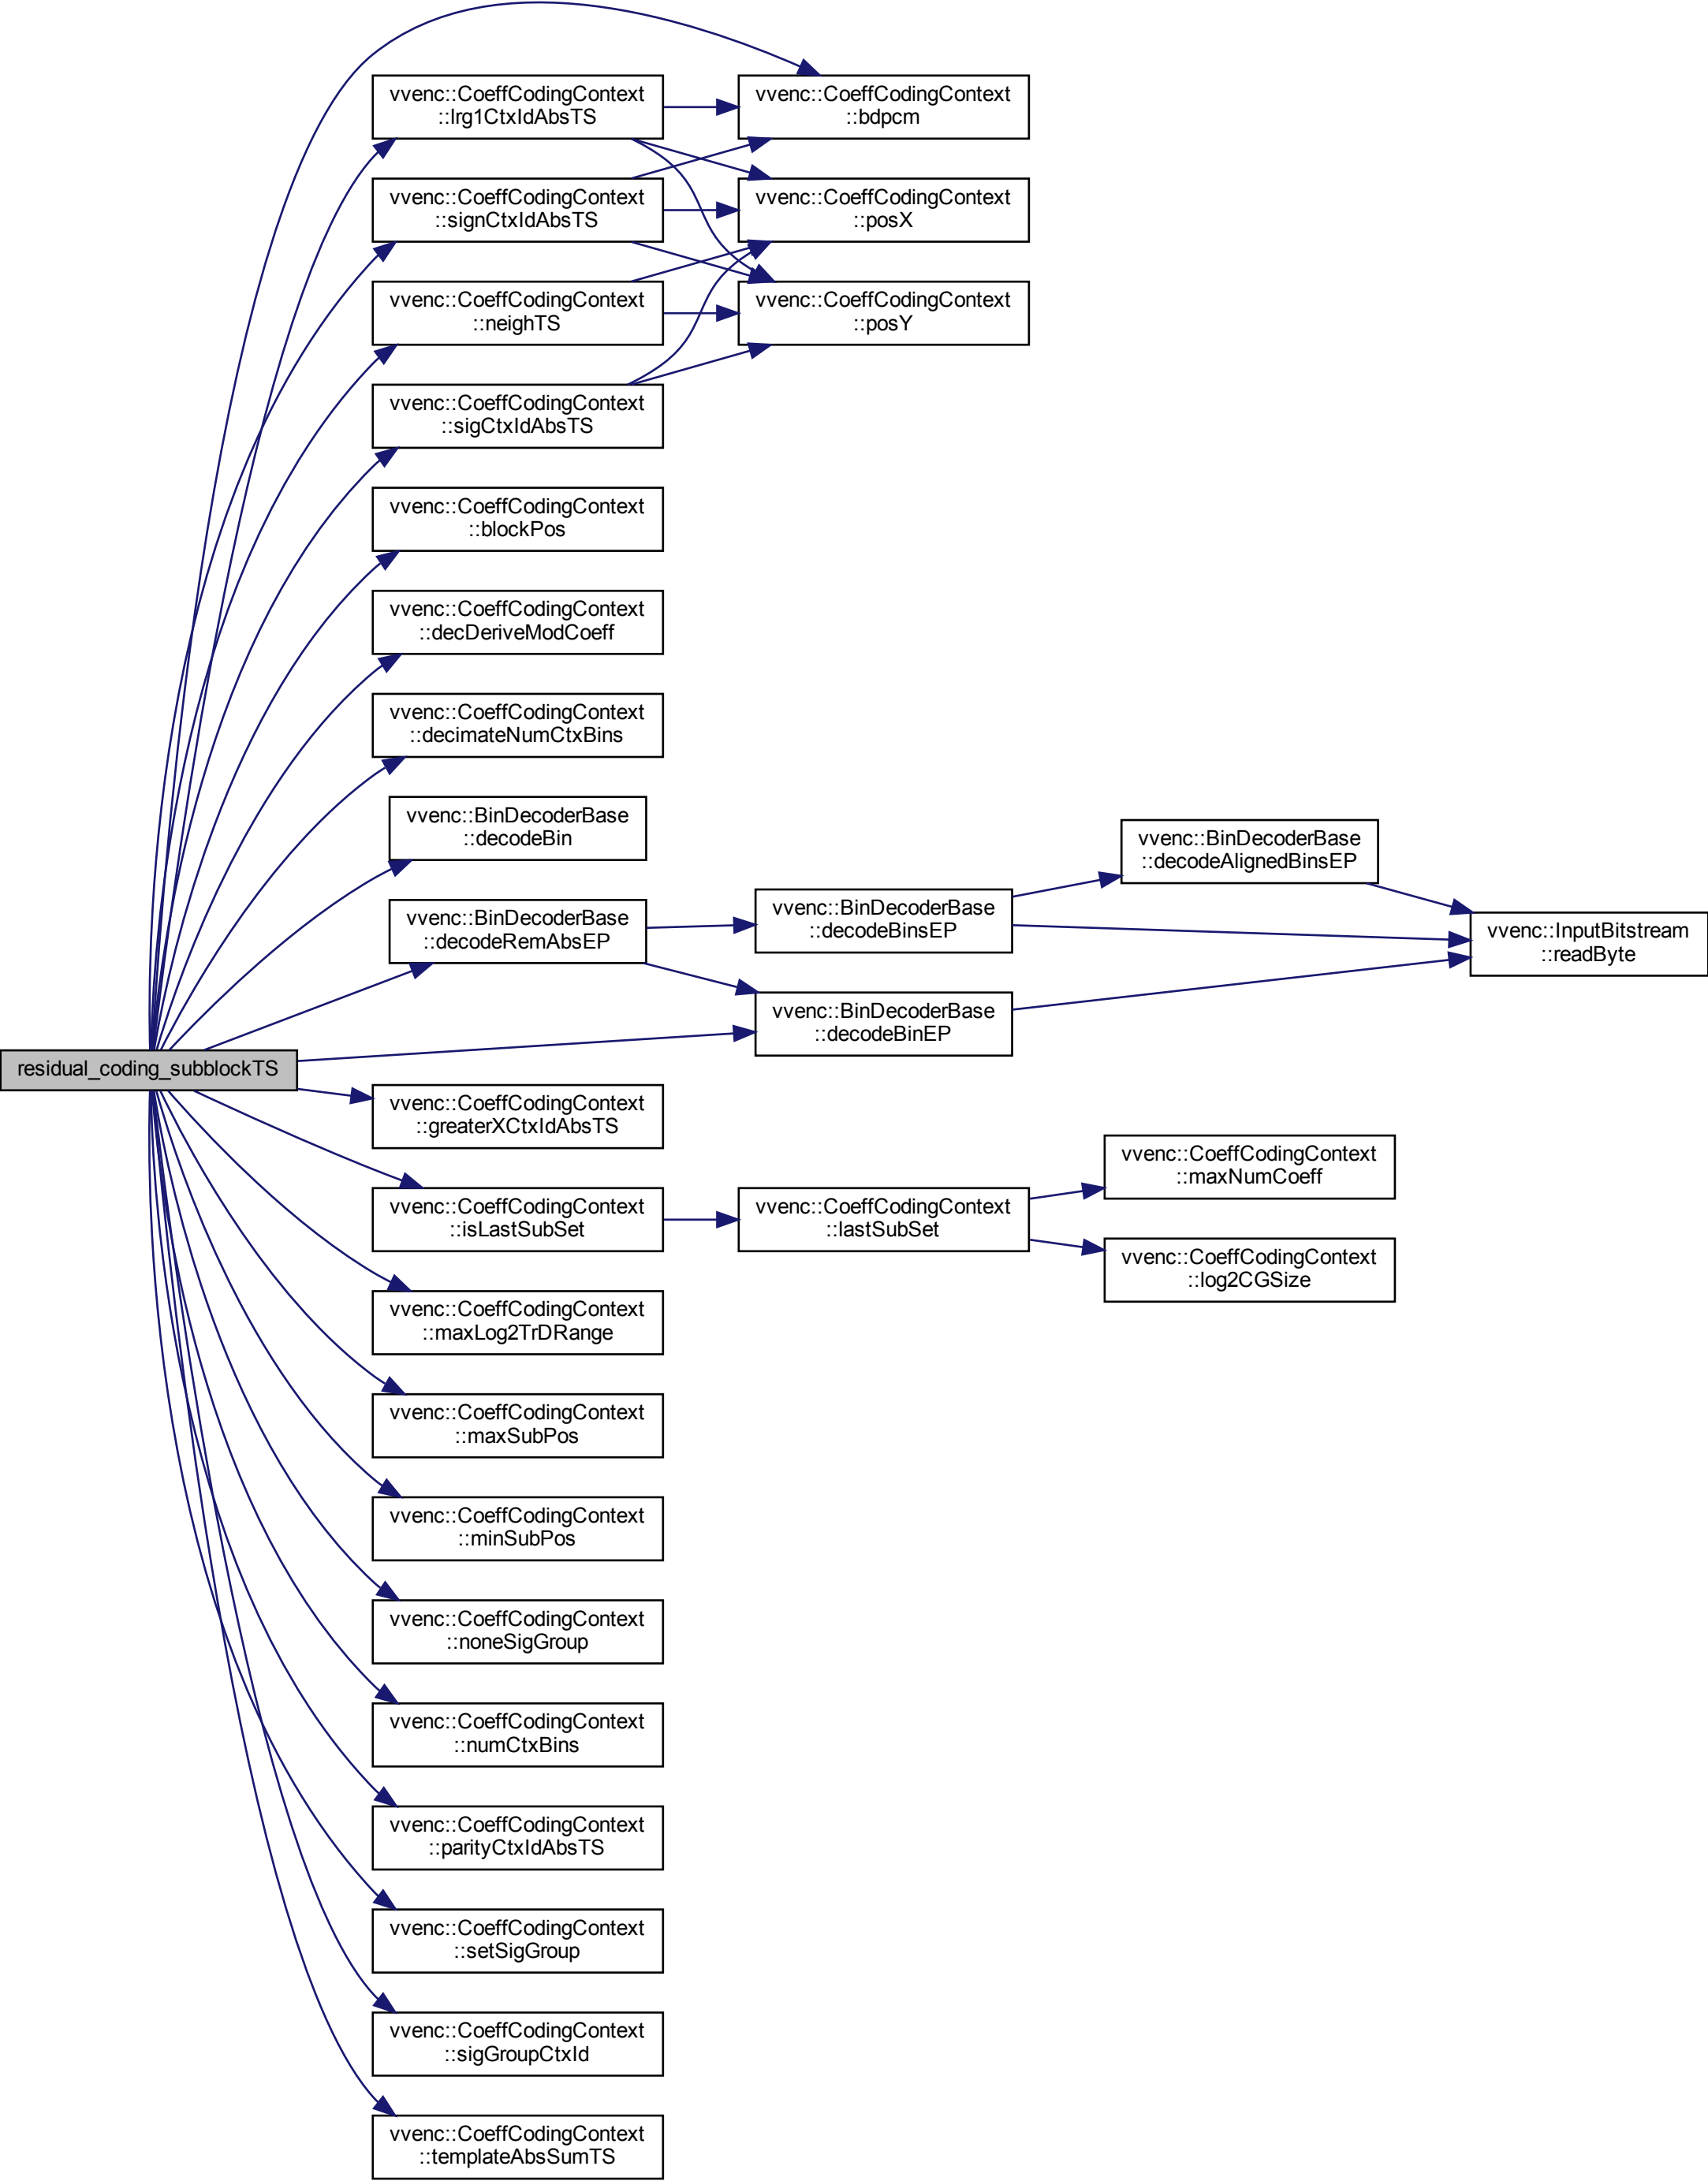 vvenc::CoeffCodingContext
::lrg1CtxIdAbsTS
vvenc::CoeffCodingContext
::bdpcm
vvenc::CoeffCodingContext
::signCtxIdAbsTS
vvenc::CoeffCodingContext
::posX
vvenc::CoeffCodingContext
::neighTS
vvenc::CoeffCodingContext
::posY
vvenc::CoeffCodingContext
::sigCtxIdAbsTS
vvenc::CoeffCodingContext
::blockPos
vvenc::CoeffCodingContext
::decDeriveModCoeff
vvenc::CoeffCodingContext
::decimateNumCtxBins
vvenc::BinDecoderBase
::decodeBin
vvenc::BinDecoderBase
::decodeAlignedBinsEP
vvenc::BinDecoderBase
::decodeRemAbsEP
vvenc::BinDecoderBase
::decodeBinsEP
vvenc::InputBitstream
::readByte
vvenc::BinDecoderBase
::decodeBinEP
residual_coding_subblockTS
vvenc::CoeffCodingContext
::greaterXCtxIdAbsTS
vvenc::CoeffCodingContext
::maxNumCoeff
vvenc::CoeffCodingContext
::isLastSubSet
vvenc::CoeffCodingContext
::lastSubSet
vvenc::CoeffCodingContext
::log2CGSize
vvenc::CoeffCodingContext
::maxLog2TrDRange
vvenc::CoeffCodingContext
::maxSubPos
vvenc::CoeffCodingContext
::minSubPos
vvenc::CoeffCodingContext
::noneSigGroup
vvenc::CoeffCodingContext
::numCtxBins
vvenc::CoeffCodingContext
::parityCtxIdAbsTS
vvenc::CoeffCodingContext
::setSigGroup
vvenc::CoeffCodingContext
::sigGroupCtxId
vvenc::CoeffCodingContext
::templateAbsSumTS